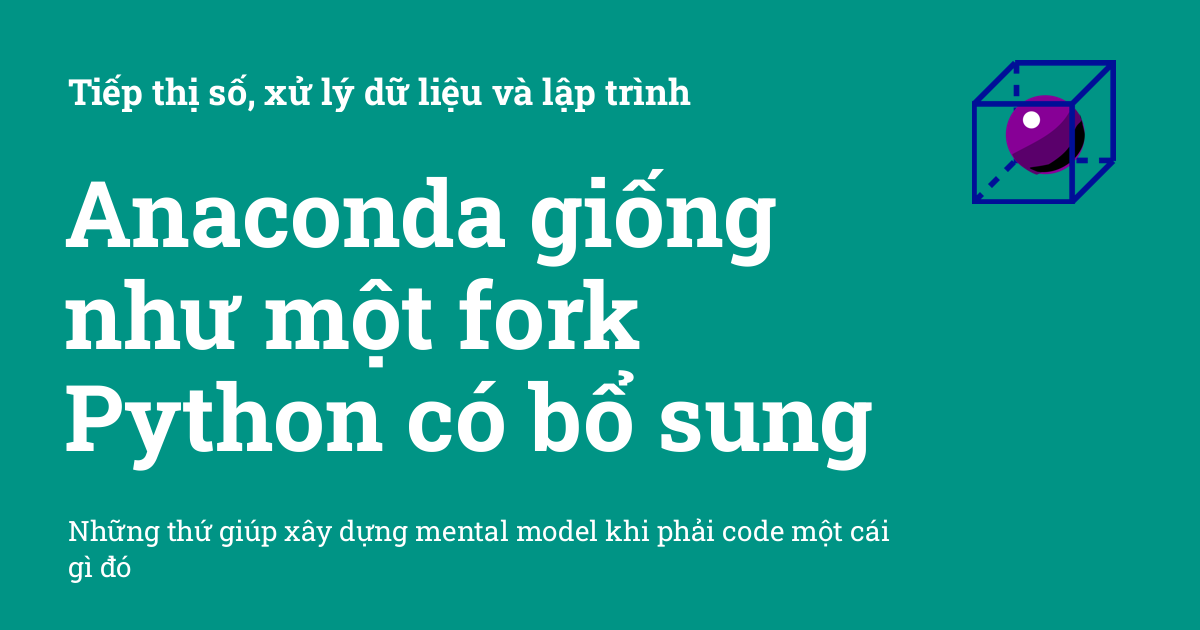 Tiếp thị số, xử lý dữ liệu và lập trình
Anaconda giống
như một fork
Python có bổ sung
Những thứ giúp xây dựng mental model khi phải code một cái
gì đó